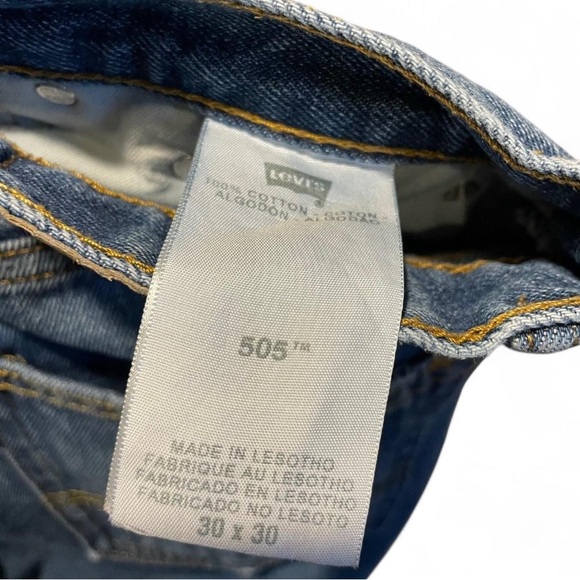 LEVI'S
100% COTTON - COTON -
ALGODÓN - ALGODÃO
505™
MADE IN LESOTHO
FABRIQUE AU LESOTHO
FABRICADO EN LESOTHO
FABRICADO NO LESOTO
30 X 30